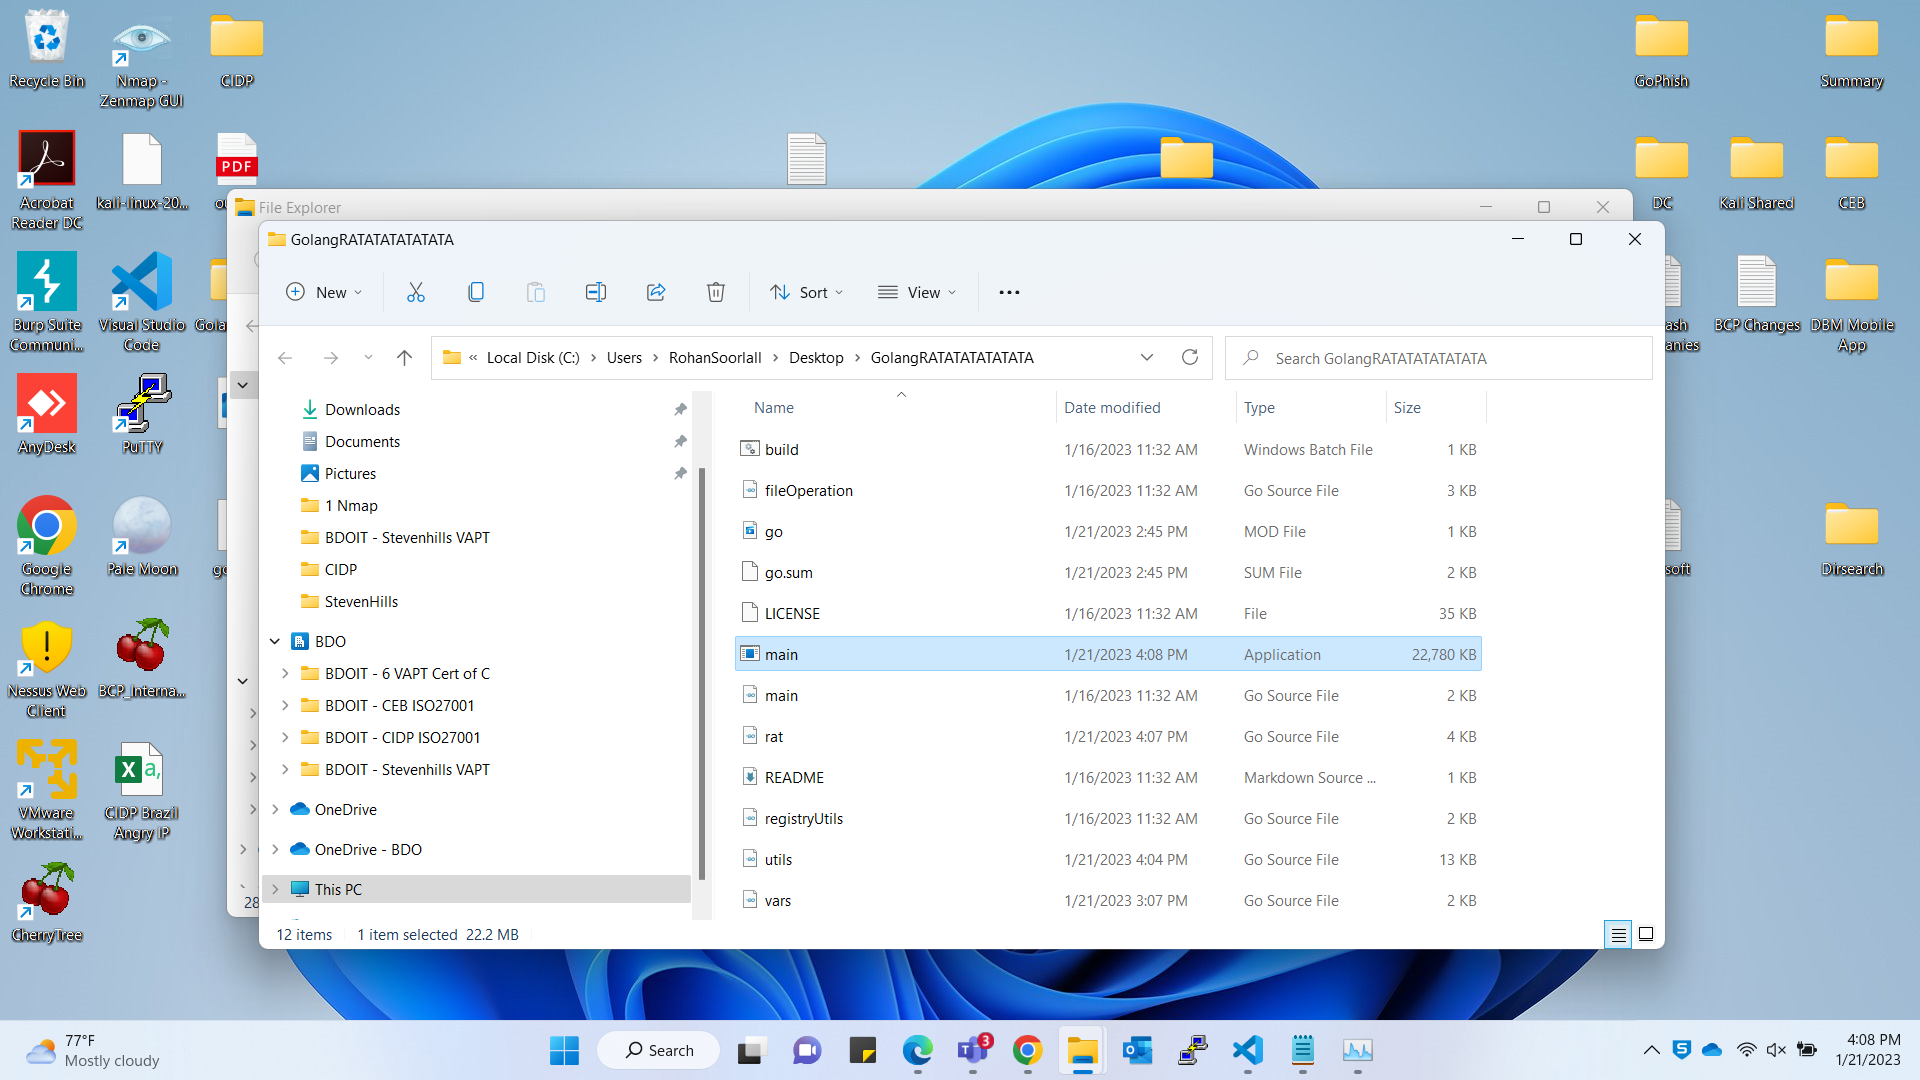 Recycle Bin
Nmap -
Zenmap GUI
CIDP
GoPhish
Summary
Acrobat
Reader DC
kali-linux-20...
PDF
DC
Kali Shared
CEB
Burp Suite
Communi...
Visual Studio
Code
BCP Changes
DBM Mobile
App
AnyDesk
PuTTY
Google
Chrome
Pale Moon
Dirsearch
Nessus Web
Client
BCP_Interna...
VMware
Workstati...
CIDP Brazil
Angry IP
CherryTree
File Explorer
GolangRATATATATATATA
New
Sort
View
« Local Disk (C:) > Users > RohanSoorlall > Desktop > GolangRATATATATATATA
Search GolangRATATATATATATA
Downloads
Documents
Pictures
1 Nmap
BDOIT - Stevenhills VAPT
CIDP
StevenHills
BDO
BDOIT - 6 VAPT Cert of C
BDOIT - CEB ISO27001
BDOIT - CIDP ISO27001
BDOIT - Stevenhills VAPT
OneDrive
OneDrive - BDO
This PC
Name Date modified Type Size
build 1/16/2023 11:32 AM Windows Batch File 1 KB
fileOperation 1/16/2023 11:32 AM Go Source File 3 KB
go 1/21/2023 2:45 PM MOD File 1 KB
go.sum 1/21/2023 2:45 PM SUM File 2 KB
LICENSE 1/16/2023 11:32 AM File 35 KB
main 1/21/2023 4:08 PM Application 22,780 KB
main 1/16/2023 11:32 AM Go Source File 2 KB
rat 1/21/2023 4:07 PM Go Source File 4 KB
README 1/16/2023 11:32 AM Markdown Source ... 1 KB
registryUtils 1/16/2023 11:32 AM Go Source File 2 KB
utils 1/21/2023 4:04 PM Go Source File 13 KB
vars 1/21/2023 3:07 PM Go Source File 2 KB
12 items 1 item selected 22.2 MB
77°F
Mostly cloudy
Search
3
4:08 PM
1/21/2023